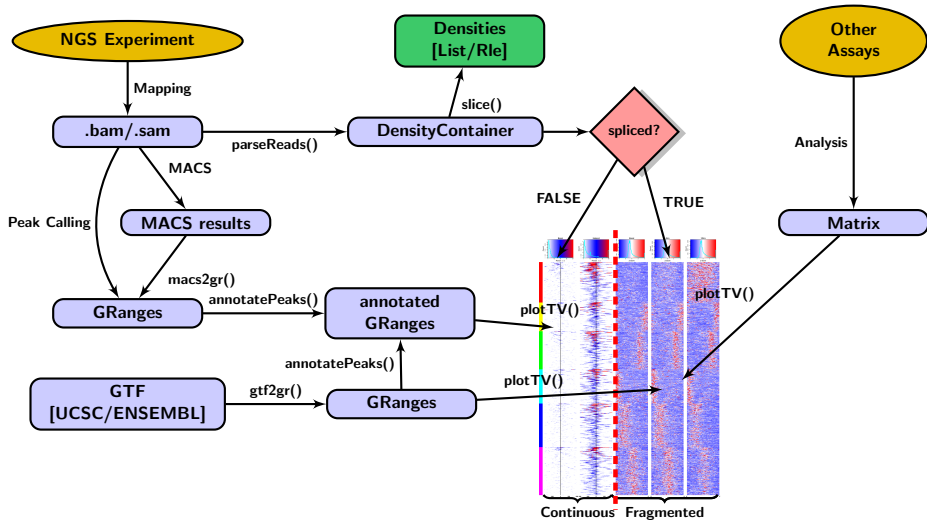 NGS Experiment
Densities
[List/Rle]
Other
Assays
Mapping
slice()
.bam/.sam
parseReads()
DensityContainer
spliced?
Analysis
MACS
FALSE
TRUE
Peak Calling
MACS results
Matrix
macs2gr()
annotatePeaks()
plotTV()
GRanges
annotated
GRanges
plotTV()
annotatePeaks()
GTF
[UCSC/ENSEMBL]
gtf2gr()
GRanges
plotTV()
Continuous
Fragmented